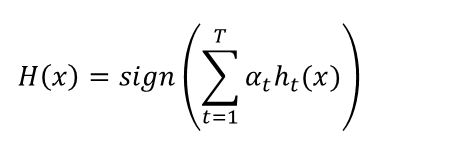 H(x) = sign(∑_{t=1}^{T} α_t h_t(x))